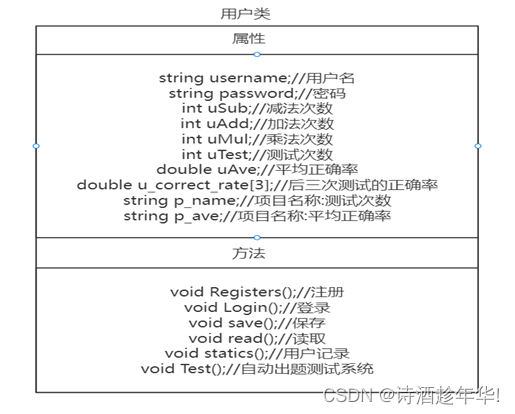 用户类
属性
string username;//用户名
string password;//密码
int uSub;//减法次数
int uAdd;//加法次数
int uMul;//乘法次数
int uTest;//测试次数
double uAve;//平均正确率
double u_correct_rate[3];//后三次测试的正确率
string p_name;//项目名称:测试次数
string p_ave;//项目名称:平均正确率
方法
void Registers();//注册
void Login();//登录
void save();//保存
void read();//读取
void statics();//用户记录
void Test();//自动出题测试系统
CSDN @诗酒趁年华!